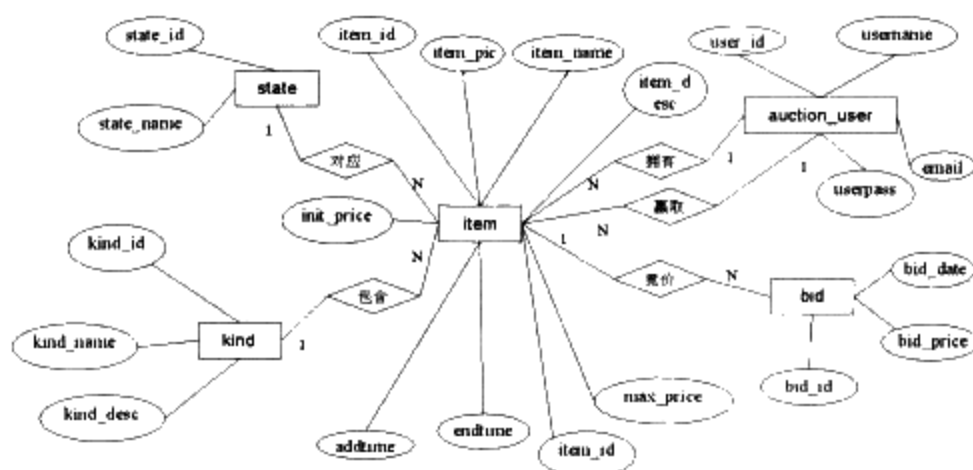 state_id
item_id
item_pic
item_name
user_id
username
state
item_d
esc
auction_user
state_name
1
对应
拥有
1
N
N
1
email
userpass
init_price
item
赢取
N
kind_id
N
1
竞价
N
bid_date
包含
bid
kind_name
kind
1
bid_price
bid_id
kind_desc
max_price
addtime
endtime
item_id